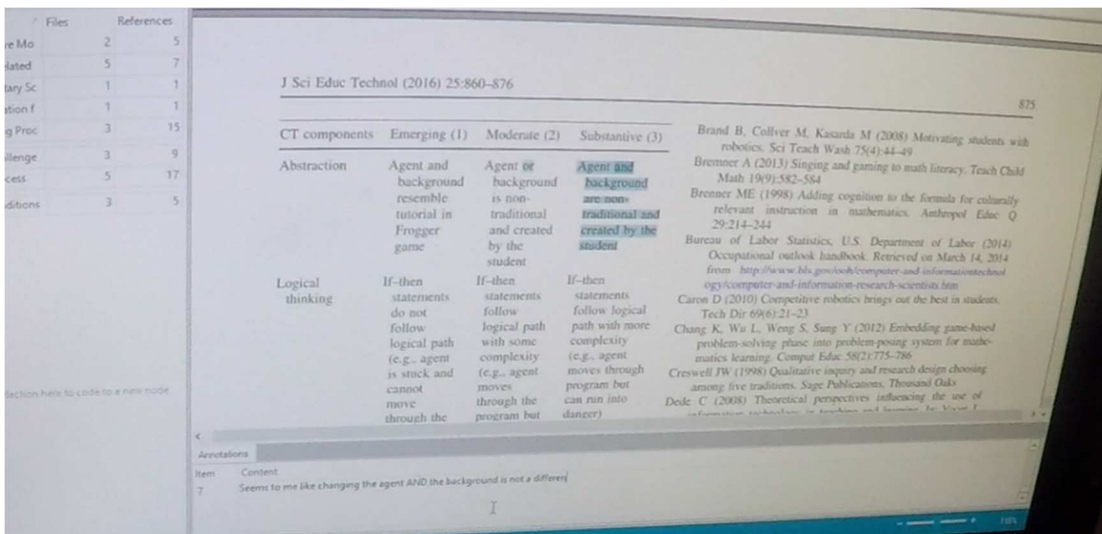 Files References
ve Mo 2 5
elated 5 7
tary Sc 1 1
ation f 1 1
g Proc 3 15
allenge 3 9
cess 5 17
nditions 3 5
lection here to code to a new node
J Sci Educ Technol (2016) 25:860–876
875
CT components Emerging (1) Moderate (2) Substantive (3)
Abstraction
Agent and
background
resemble
tutorial in
Frogger
game
Agent or
background
is non-
traditional
and created
by the
student
Agent and
background
are non-
traditional and
created by the
student
Logical
thinking
If–then
statements
do not
follow
logical path
(e.g., agent
is stuck and
cannot
move
through the
If–then
statements
follow
logical path
with some
complexity
(e.g., agent
moves
through the
program but
If–then
statements
follow logical
path with more
complexity
(e.g., agent
moves through
program but
can run into
danger)
Brand B, Collver M, Kasarda M (2008) Motivating students with
robotics. Sci Teach Wash 75(4):44–49
Bremner A (2013) Singing and gaming to math literacy. Teach Child
Math 19(9):582–584
Brenner ME (1998) Adding cognition to the formula for culturally
relevant instruction in mathematics. Anthropol Educ Q
29:214–244
Bureau of Labor Statistics, U.S. Department of Labor (2014)
Occupational outlook handbook. Retrieved on March 14, 2014
from http://www.bls.gov/ooh/computer-and-informationtechnol
ogy/computer-and-information-research-scientists.htm
Caron D (2010) Competitive robotics brings out the best in students.
Tech Dir 69(6):21–23
Chang K, Wu L, Weng S, Sung Y (2012) Embedding game-based
problem-solving phase into problem-posing system for mathe-
matics learning. Comput Educ 58(2):775–786
Creswell JW (1998) Qualitative inquiry and research design choosing
among five traditions. Sage Publications, Thousand Oaks
Dede C (2008) Theoretical perspectives influencing the use of
information technology in teaching and learning. In:
Annotations
Item Content
7 Seems to me like changing the agent AND the background is not a differen